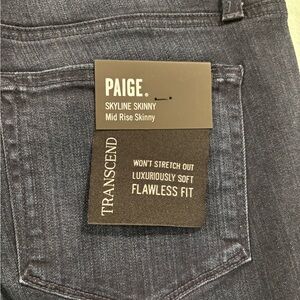 PAIGE.
SKYLINE SKINNY
Mid Rise Skinny
TRANSCEND
WON'T STRETCH OUT
LUXURIOUSLY SOFT
FLAWLESS FIT